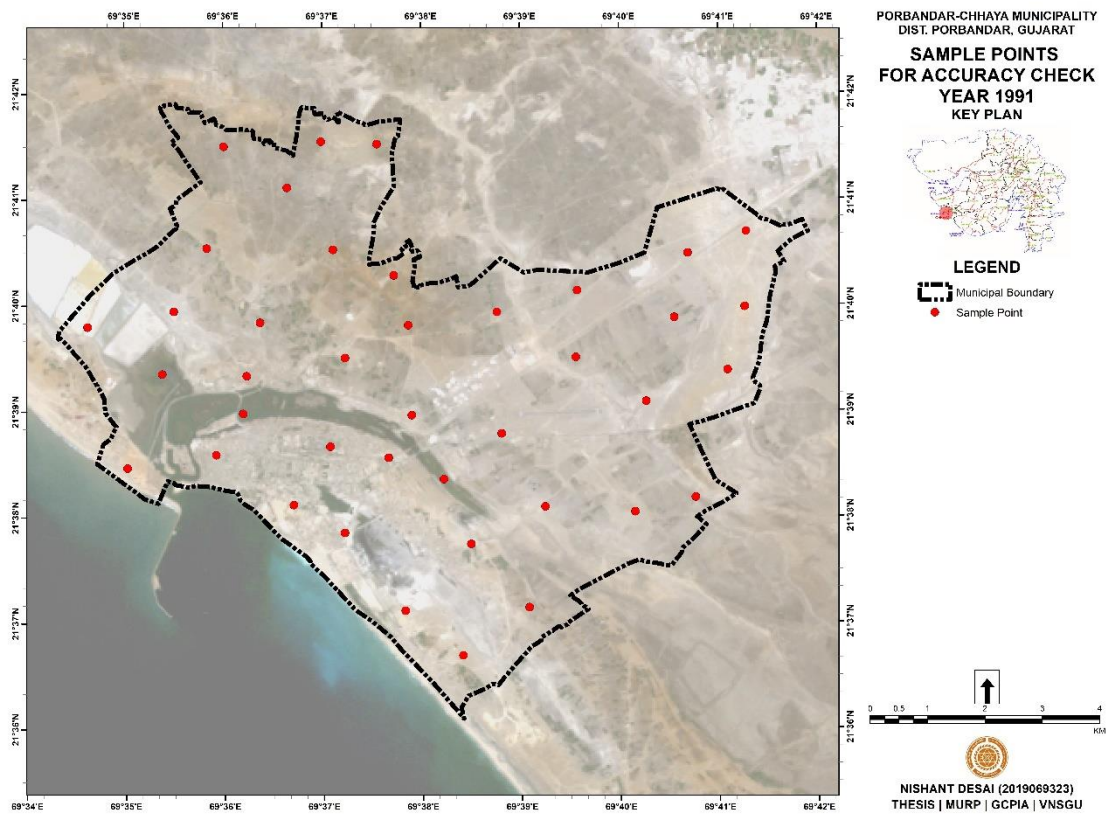 69°35'E 69°36'E 69°37'E 69°38'E 69°39'E 69°40'E 69°41'E 69°42'E
21°42'N 21°42'N
21°41'N 21°41'N
21°40'N 21°40'N
21°39'N 21°39'N
21°38'N 21°38'N
21°37'N 21°37'N
21°36'N 21°36'N
69°34'E 69°35'E 69°36'E 69°37'E 69°38'E 69°39'E 69°40'E 69°41'E 69°42'E
PORBANDAR-CHHAYA MUNICIPALITY
DIST. PORBANDAR, GUJARAT
SAMPLE POINTS
FOR ACCURACY CHECK
YEAR 1991
KEY PLAN
LEGEND
Municipal Boundary
Sample Point
0 0.5 1 2 3 4
KM
NISHANT DESAI (2019069323)
THESIS | MURP | GCPIA | VNSGU